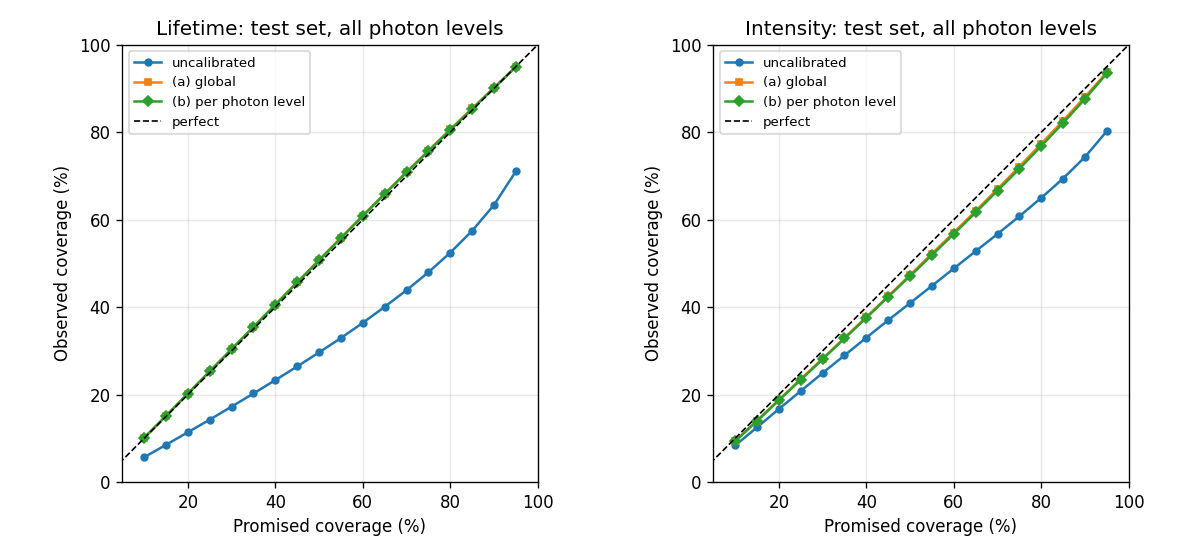 Lifetime: test set, all photon levels
100
80
60
40
20
0
Observed coverage (%)
uncalibrated
(a) global
(b) per photon level
perfect
20 40 60 80 100
Promised coverage (%)
Intensity: test set, all photon levels
100
80
60
40
20
0
Observed coverage (%)
uncalibrated
(a) global
(b) per photon level
perfect
20 40 60 80 100
Promised coverage (%)